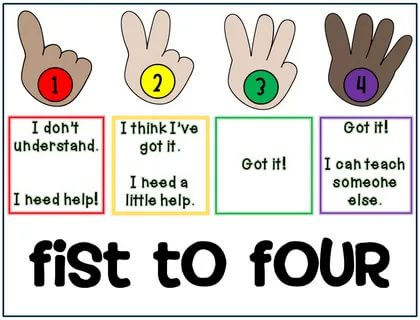 1
2
3
4
I don't
understand.
I need help!
I think I've
got it.
I need a
little help.
Got it!
Got it!
I can teach
someone
else.
fist to four